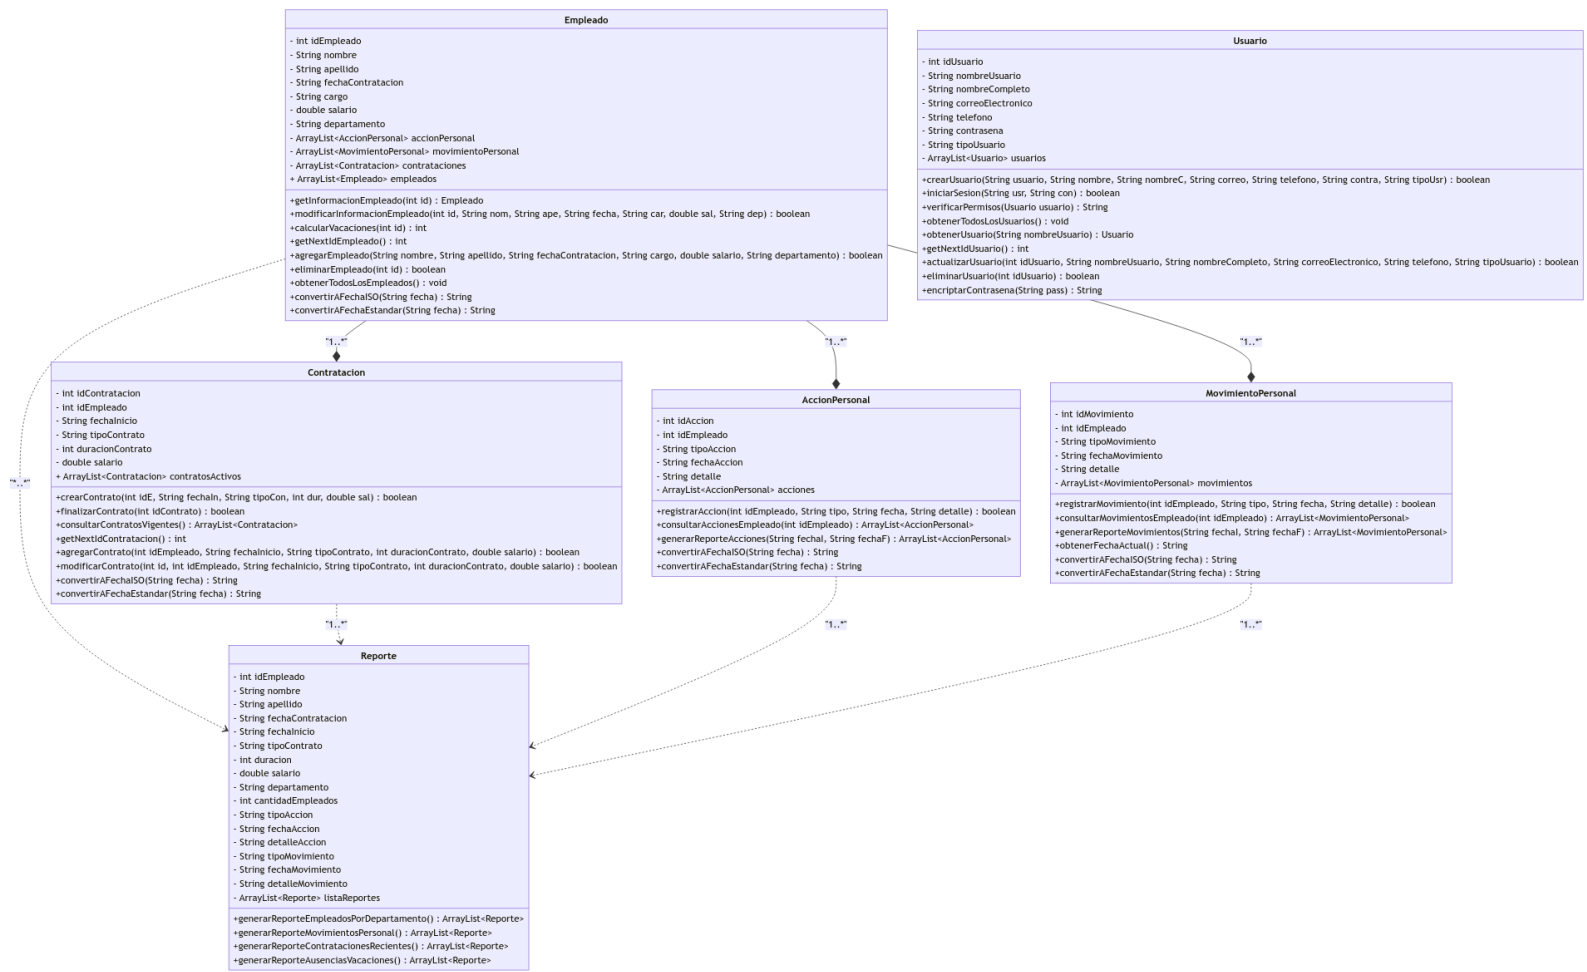 Empleado
- int idEmpleado
- String nombre
- String apellido
- String fechaContratacion
- String cargo
- double salario
- String departamento
- ArrayList<AccionPersonal> accionPersonal
- ArrayList<MovimientoPersonal> movimientoPersonal
- ArrayList<Contratacion> contrataciones
+ ArrayList<Empleado> empleados
+getInformacionEmpleado(int id) : Empleado
+modificarInformacionEmpleado(int id, String nom, String ape, String fecha, String car, double sal, String dep) : boolean
+calcularVacaciones(int id) : int
+getNextIdEmpleado() : int
+agregarEmpleado(String nombre, String apellido, String fechaContratacion, String cargo, double salario, String departamento) : boolean
+eliminarEmpleado(int id) : boolean
+obtenerTodosLosEmpleados() : void
+convertirAFechaISO(String fecha) : String
+convertirAFechaEstandar(String fecha) : String
Usuario
- int idUsuario
- String nombreUsuario
- String nombreCompleto
- String correoElectronico
- String telefono
- String contrasena
- String tipoUsuario
- ArrayList<Usuario> usuarios
+crearUsuario(String usuario, String nombre, String nombreC, String correo, String telefono, String contra, String tipoUsr) : boolean
+iniciarSesion(String usr, String con) : boolean
+verificarPermisos(Usuario usuario) : String
+obtenerTodosLosUsuarios() : void
+obtenerUsuario(String nombreUsuario) : Usuario
+getNextIdUsuario() : int
+actualizarUsuario(int idUsuario, String nombreUsuario, String nombreCompleto, String correoElectronico, String telefono, String tipoUsuario) : boolean
+eliminarUsuario(int idUsuario) : boolean
+encriptarContrasena(String pass) : String
"1..*"
"1..*"
"1..*"
"*..*"
Contratacion
- int idContratacion
- int idEmpleado
- String fechaInicio
- String tipoContrato
- int duracionContrato
- double salario
+ ArrayList<Contratacion> contratosActivos
+crearContrato(int idE, String fechaIn, String tipoCon, int dur, double sal) : boolean
+finalizarContrato(int idContrato) : boolean
+consultarContratosVigentes() : ArrayList<Contratacion>
+getNextIdContratacion() : int
+agregarContrato(int idEmpleado, String fechaInicio, String tipoContrato, int duracionContrato, double salario) : boolean
+modificarContrato(int id, int idEmpleado, String fechaInicio, String tipoContrato, int duracionContrato, double salario) : boolean
+convertirAFechaISO(String fecha) : String
+convertirAFechaEstandar(String fecha) : String
AccionPersonal
- int idAccion
- int idEmpleado
- String tipoAccion
- String fechaAccion
- String detalle
- ArrayList<AccionPersonal> acciones
+registrarAccion(int idEmpleado, String tipo, String fecha, String detalle) : boolean
+consultarAccionesEmpleado(int idEmpleado) : ArrayList<AccionPersonal>
+generarReporteAcciones(String fechaI, String fechaF) : ArrayList<AccionPersonal>
+convertirAFechaISO(String fecha) : String
+convertirAFechaEstandar(String fecha) : String
MovimientoPersonal
- int idMovimiento
- int idEmpleado
- String tipoMovimiento
- String fechaMovimiento
- String detalle
- ArrayList<MovimientoPersonal> movimientos
+registrarMovimiento(int idEmpleado, String tipo, String fecha, String detalle) : boolean
+consultarMovimientosEmpleado(int idEmpleado) : ArrayList<MovimientoPersonal>
+generarReporteMovimientos(String fechaI, String fechaF) : ArrayList<MovimientoPersonal>
+obtenerFechaActual() : String
+convertirAFechaISO(String fecha) : String
+convertirAFechaEstandar(String fecha) : String
"1..*"
"1..*"
"1..*"
Reporte
- int idEmpleado
- String nombre
- String apellido
- String fechaContratacion
- String fechaInicio
- String tipoContrato
- int duracion
- double salario
- String departamento
- int cantidadEmpleados
- String tipoAccion
- String fechaAccion
- String detalleAccion
- String tipoMovimiento
- String fechaMovimiento
- String detalleMovimiento
- ArrayList<Reporte> listaReportes
+generarReporteEmpleadosPorDepartamento() : ArrayList<Reporte>
+generarReporteMovimientosPersonal() : ArrayList<Reporte>
+generarReporteContratacionesRecientes() : ArrayList<Reporte>
+generarReporteAusenciasVacaciones() : ArrayList<Reporte>